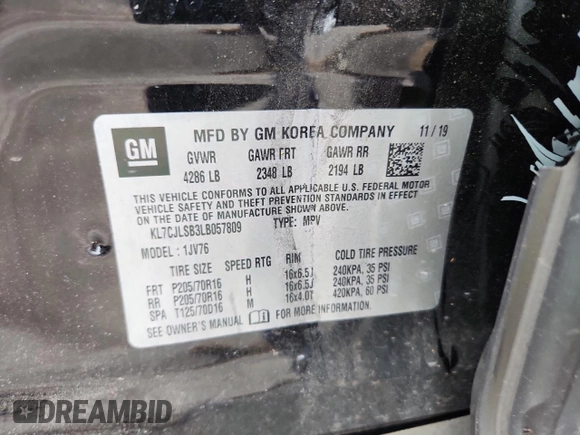 GM
MFD BY GM KOREA COMPANY 11/19
GVWR GAWR FRT GAWR RR
4286 LB 2348 LB 2194 LB
THIS VEHICLE CONFORMS TO ALL APPLICABLE U.S. FEDERAL MOTOR
VEHICLE SAFETY AND THEFT PREVENTION STANDARDS IN EFFECT
ON THE DATE OF MANUFACTURE SHOWN ABOVE.
KL7CJLSB3LB057809 TYPE: MPV
MODEL: 1JV76
TIRE SIZE SPEED RTG RIM COLD TIRE PRESSURE
FRT P205/70R16 H 16x6.5J 240KPA, 35 PSI
RR P205/70R16 H 16x6.5J 240KPA, 35 PSI
SPA T125/70D16 M 16x4.0T 420KPA, 60 PSI
SEE OWNER'S MANUAL FOR MORE INFORMATION.
DREAMBID